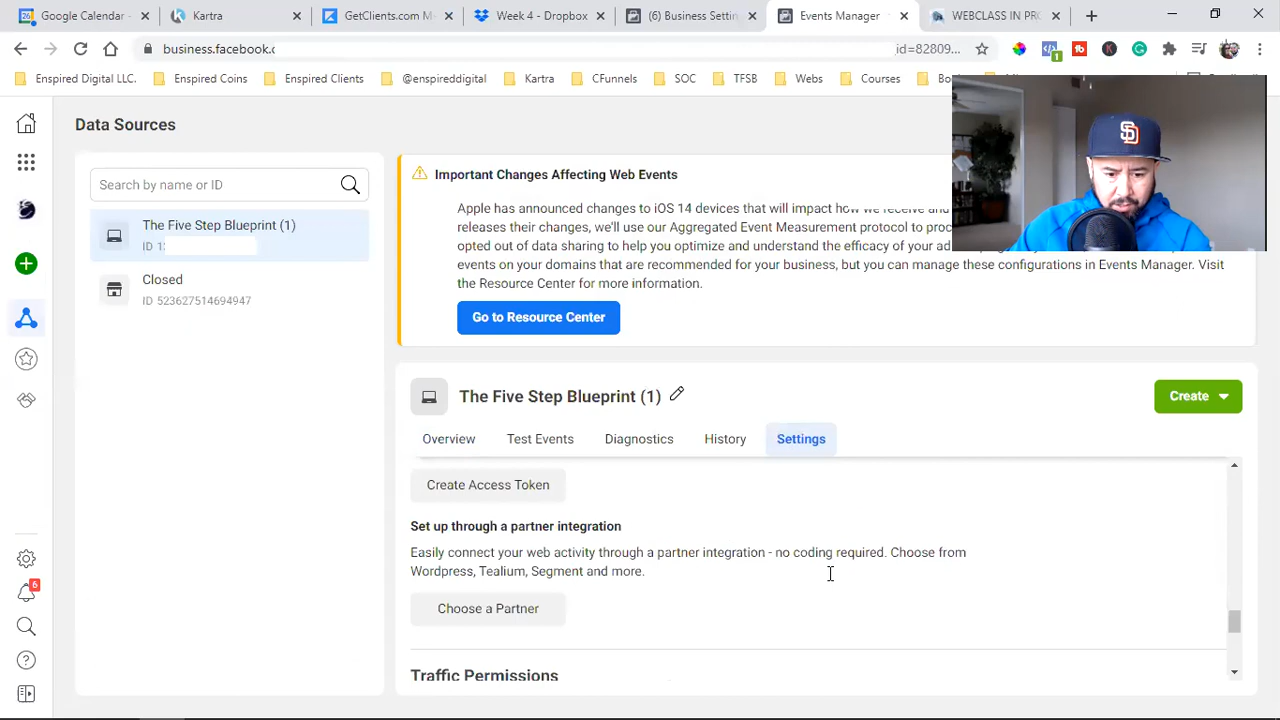 Google Calendar -
Kartra
GetClients.com M
Week 4 - Dropbox
(6) Business Setti
Events Manager
WEBCLASS IN PRO
business.facebook.c
id=82809...
Enspired Digital LLC.
Enspired Coins
Enspired Clients
@enspireddigital
Kartra
CFunnels
SOC
TFSB
Webs
Courses
Data Sources
Search by name or ID
The Five Step Blueprint (1)
ID 1
Closed
ID 523627514694947
Important Changes Affecting Web Events
Apple has announced changes to iOS 14 devices that will impact how we receive and
releases their changes, we'll use our Aggregated Event Measurement protocol to proc
opted out of data sharing to help you optimize and understand the efficacy of your ad
events on your domains that are recommended for your business, but you can manage these configurations in Events Manager. Visit
the Resource Center for more information.
Go to Resource Center
The Five Step Blueprint (1)
Create
Overview
Test Events
Diagnostics
History
Settings
Create Access Token
Set up through a partner integration
Easily connect your web activity through a partner integration - no coding required. Choose from
Wordpress, Tealium, Segment and more.
Choose a Partner
Traffic Permissions
6
1
SD